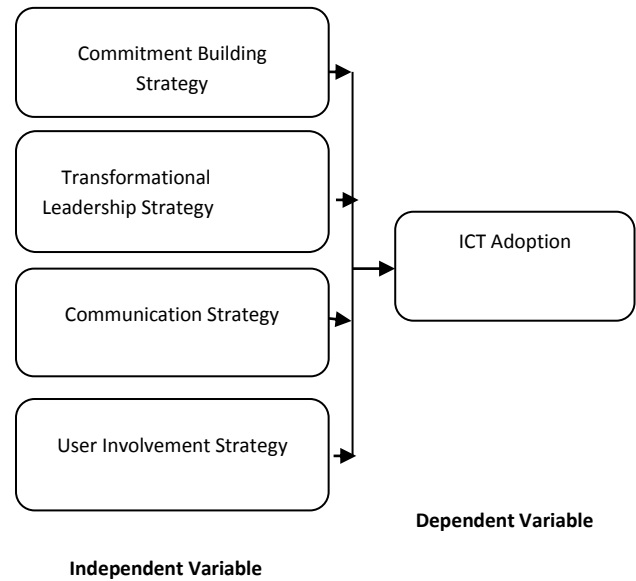 Commitment Building
Strategy
Transformational
Leadership Strategy
ICT Adoption
Communication Strategy
User Involvement Strategy
Dependent Variable
Independent Variable